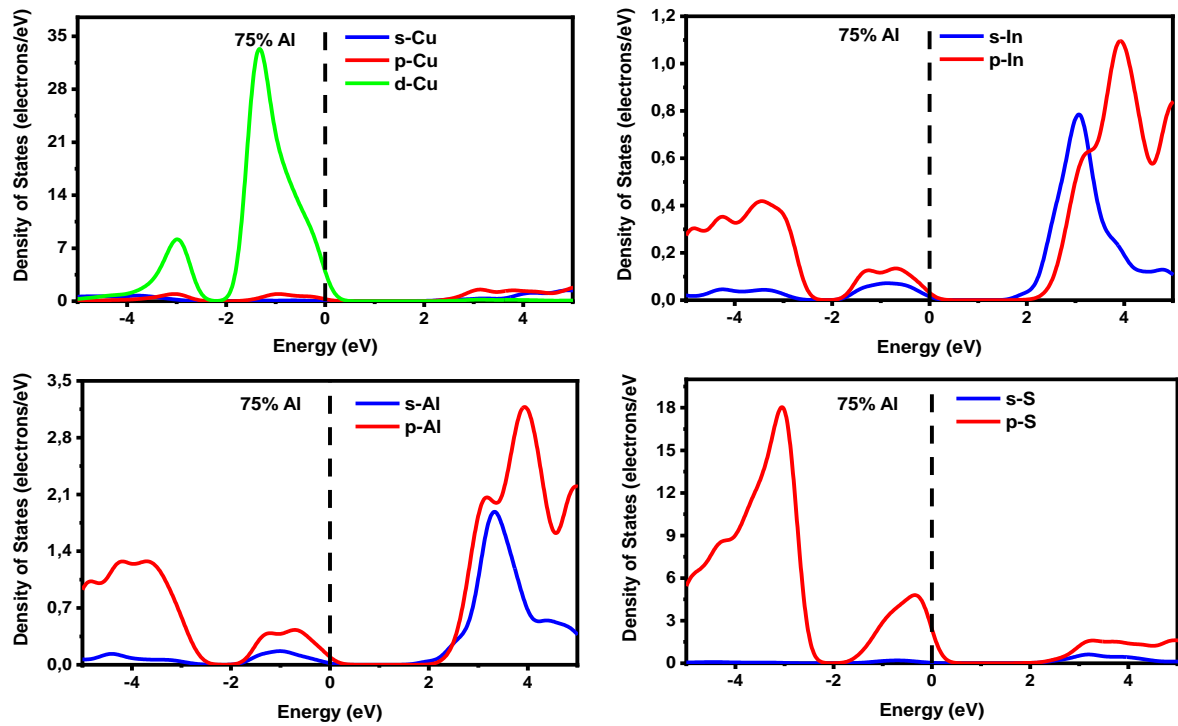 75% Al
s-Cu
p-Cu
d-Cu
35
28
21
14
7
0
-4
-2
0
2
4
Density of States (electrons/eV)
Energy (eV)
75% Al
s-In
p-In
1,2
1,0
0,8
0,6
0,4
0,2
0,0
-4
-2
0
2
4
Density of States (electrons/eV)
Energy (eV)
75% Al
s-Al
p-Al
3,5
2,8
2,1
1,4
0,7
0,0
-4
-2
0
2
4
Density of States (electrons/eV
Energy (eV)
75% Al
s-S
p-S
18
15
12
9
6
3
0
-4
-2
0
2
4
Density of States (electrons/eV)
Energy (eV)